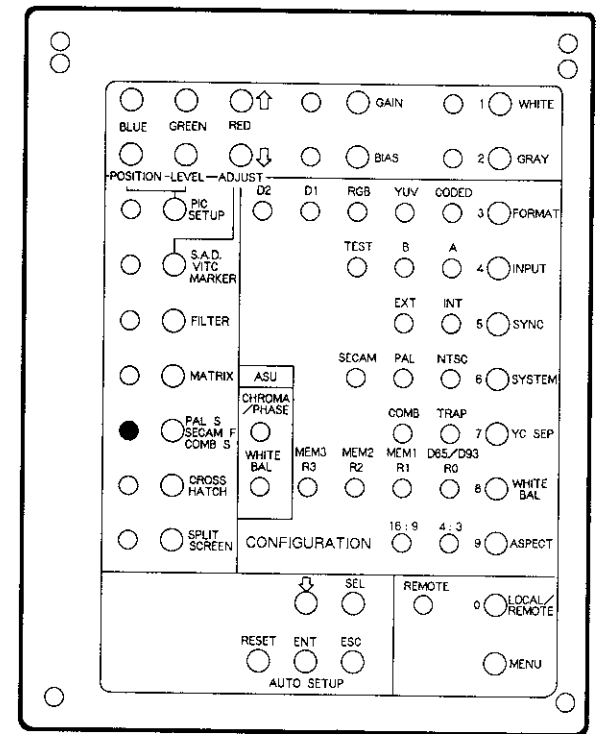 GAIN 1 WHITE
BLUE GREEN RED
BIAS 2 GRAY
POSITION - LEVEL - ADJUST
D2 D1 RGB YUV CODED
PIC SETUP
3 FORMAT
TEST B A
S.A.D. VITC MARKER
4 INPUT
EXT INT
FILTER
5 SYNC
SECAM PAL NTSC
MATRIX
ASU
6 SYSTEM
CHROMA /PHASE
COMB TRAP
PAL S SECAM F COMB S
7 YC SEP
WHITE BAL
MEM3 MEM2 MEM1 D65/D93
R3 R2 R1 R0
CROSS HATCH
8 WHITE BAL
16:9 4:3
SPLIT SCREEN
CONFIGURATION
9 ASPECT
SEL
REMOTE
0 LOCAL/ REMOTE
RESET ENT ESC
MENU
AUTO SETUP